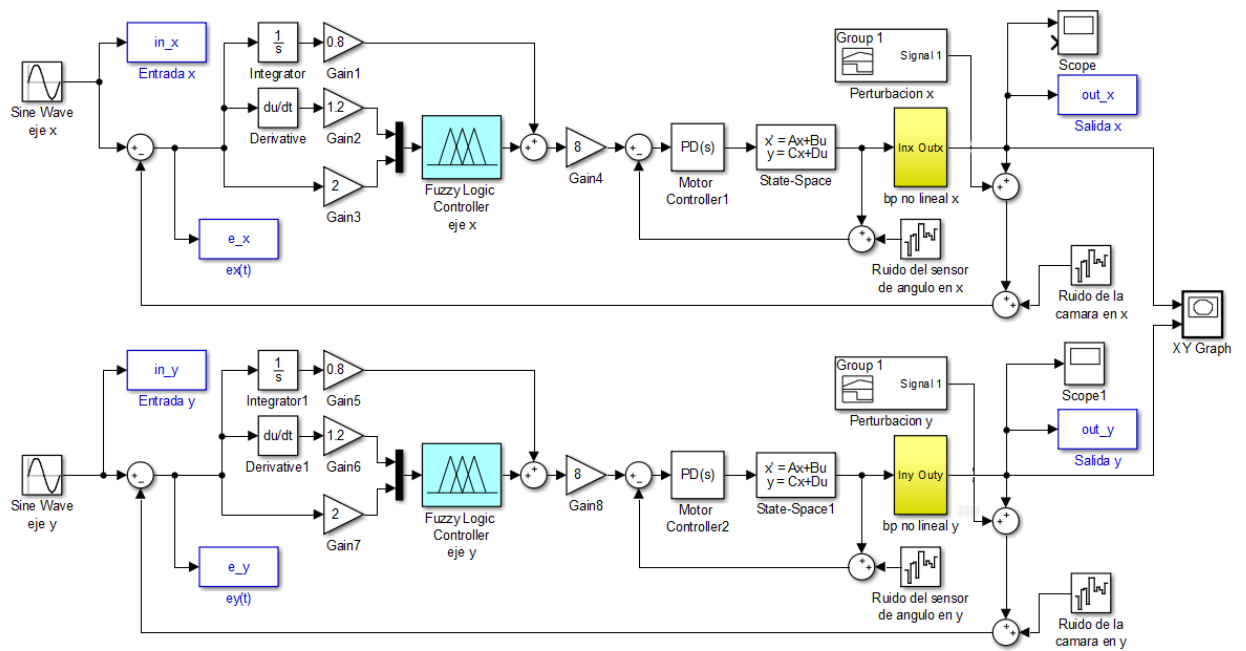 in_x
Entrada x
Sine Wave
eje x
1
s
Integrator
0.8
Gain1
du/dt
Derivative
1.2
Gain2
2
Gain3
e_x
ex(t)
Fuzzy Logic
Controller
eje x
8
Gain4
PD(s)
Motor
Controller1
x' = Ax+Bu
y = Cx+Du
State-Space
Group 1
Signal 1
Perturbacion x
Inx Outx
bp no lineal x
Scope
out_x
Salida x
Ruido del sensor
de angulo en x
Ruido de la
camara en x
XY Graph
in_y
Entrada y
Sine Wave
eje y
1
s
Integrator1
0.8
Gain5
du/dt
Derivative1
1.2
Gain6
2
Gain7
e_y
ey(t)
Fuzzy Logic
Controller
eje y
8
Gain8
PD(s)
Motor
Controller2
x' = Ax+Bu
y = Cx+Du
State-Space1
Group 1
Signal 1
Perturbacion y
Iny Outy
bp no lineal y
Scope1
out_y
Salida y
Ruido del sensor
de angulo en y
Ruido de la
camara en y